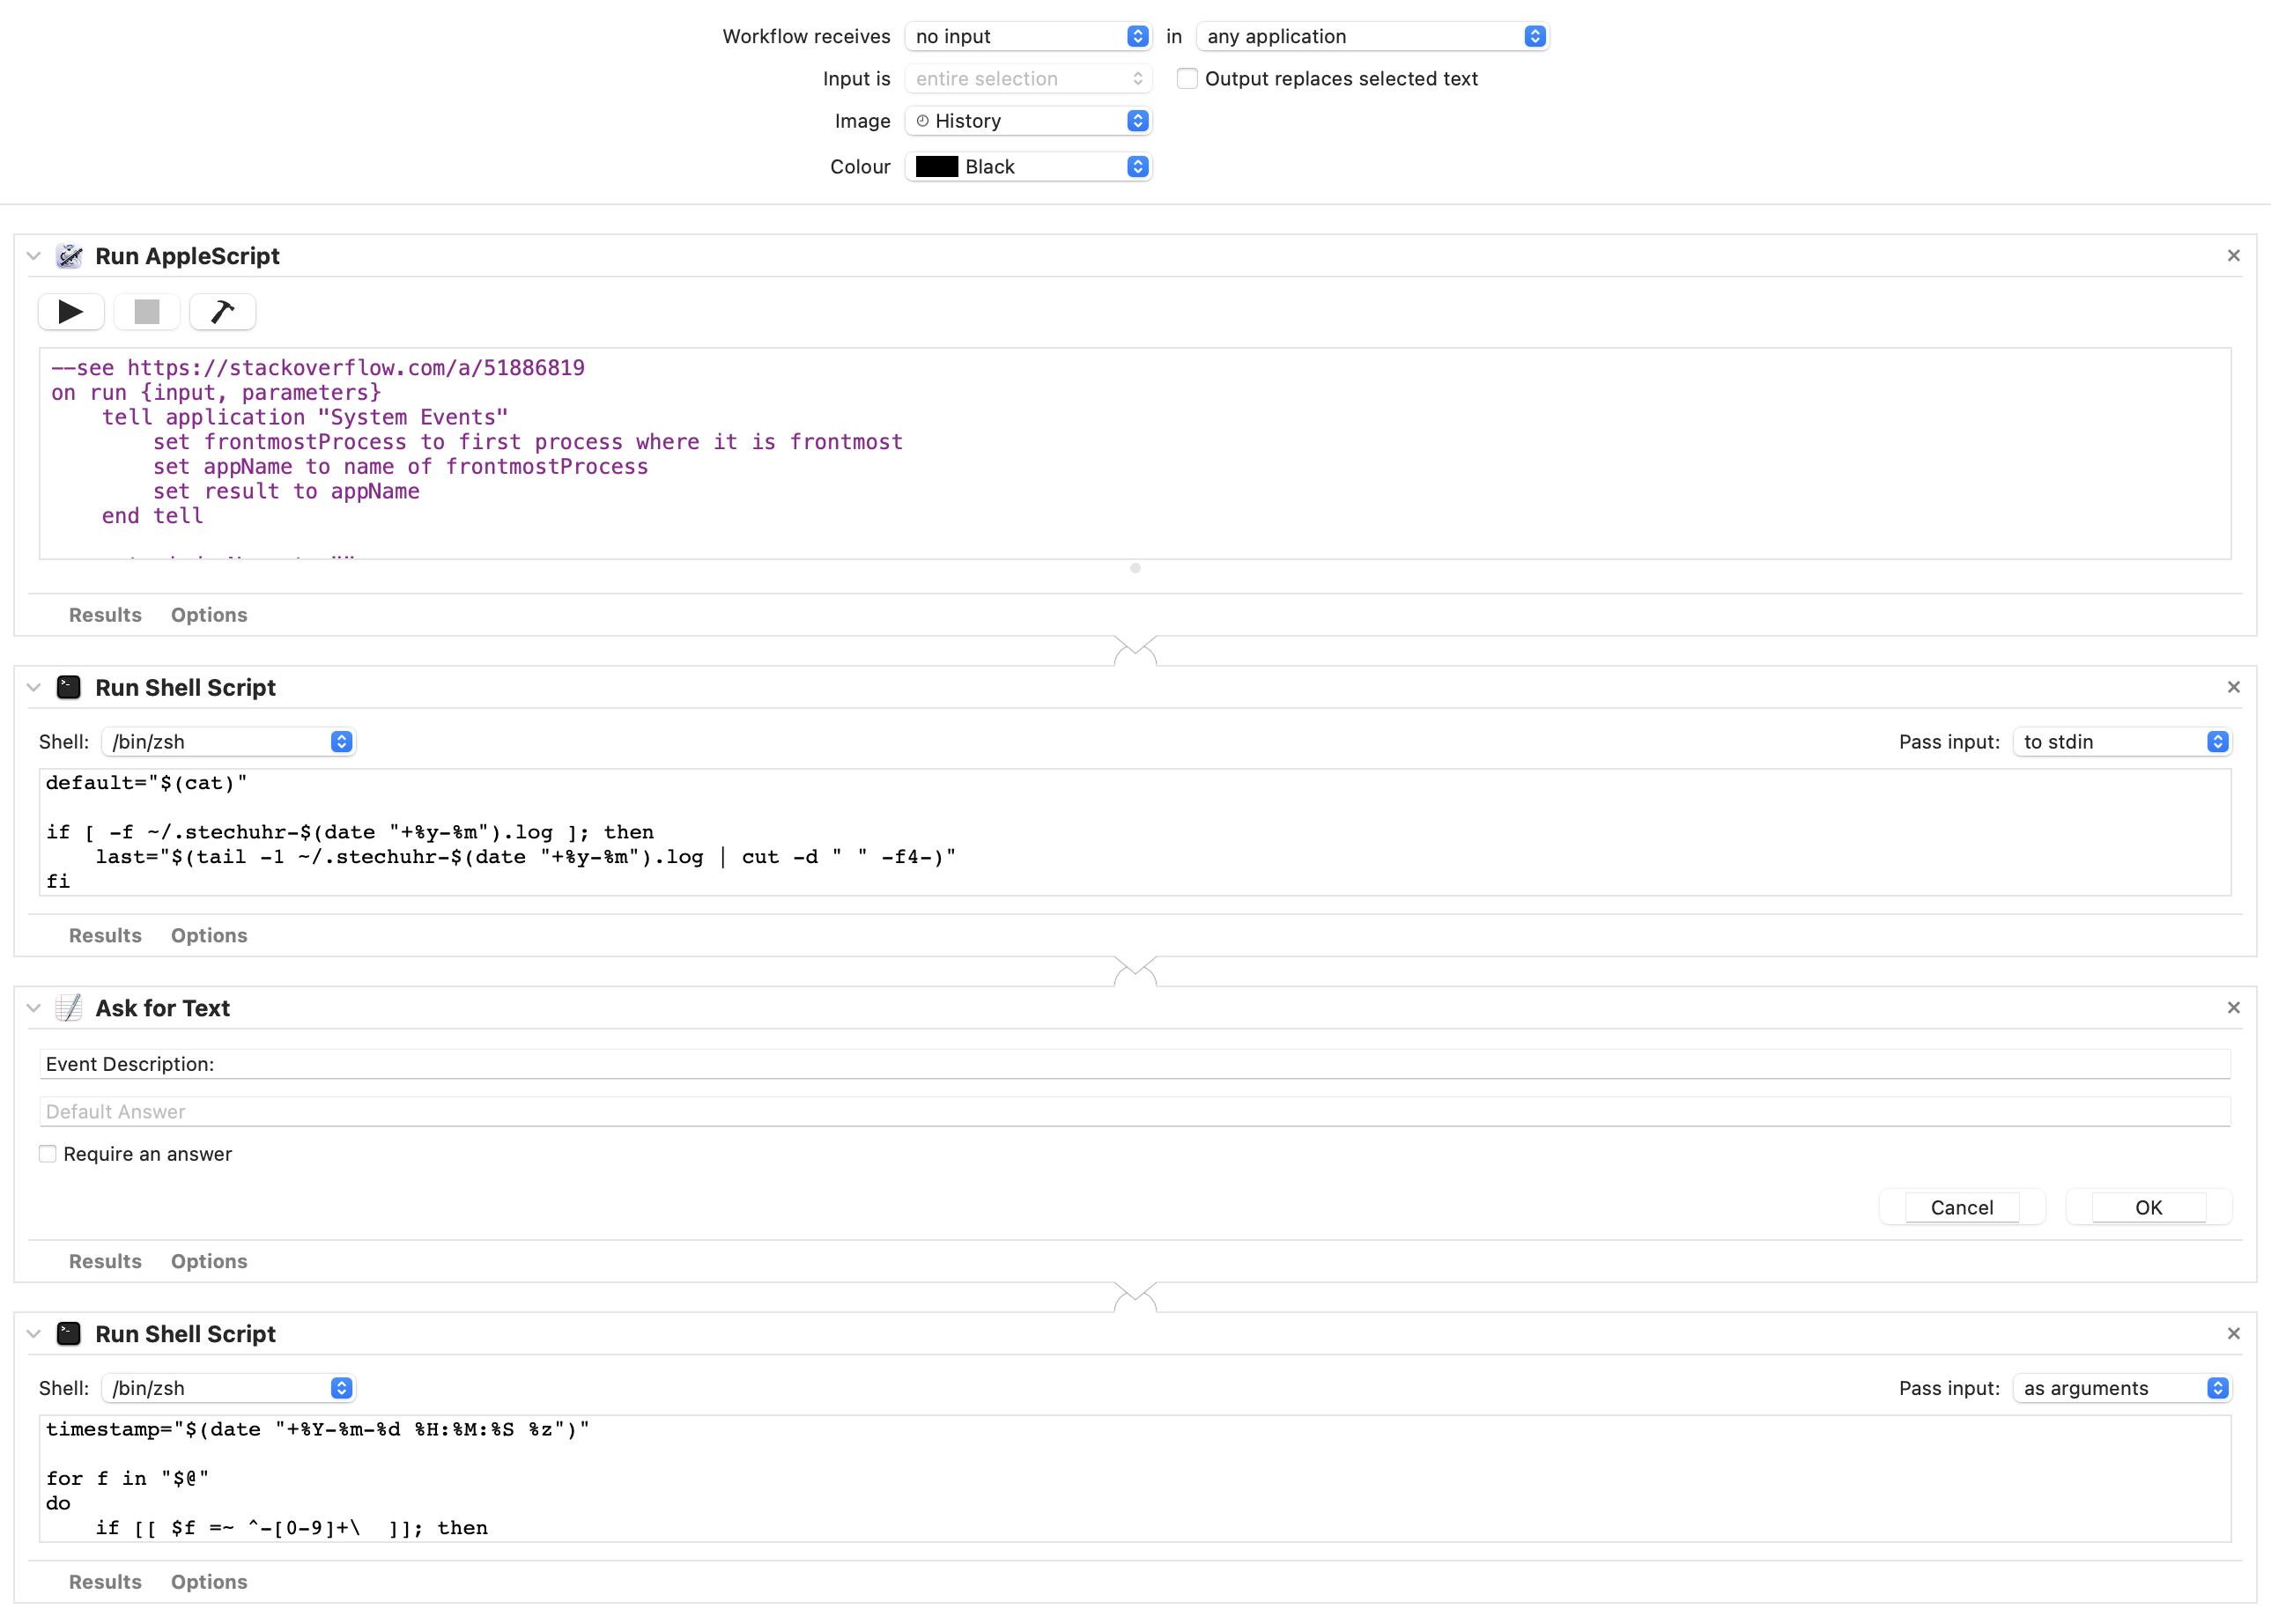 Workflow receives no input in any application
Input is entire selection Output replaces selected text
Image History
Colour Black
Run AppleScript
--see https://stackoverflow.com/a/51886819
on run {input, parameters}
    tell application "System Events"
        set frontmostProcess to first process where it is frontmost
        set appName to name of frontmostProcess
        set result to appName
    end tell
Results Options
Run Shell Script
Shell: /bin/zsh Pass input: to stdin
default="$(cat)"
if [ -f ~/.stechuhr-$(date "+%y-%m").log ]; then
    last="$(tail -1 ~/.stechuhr-$(date "+%y-%m").log | cut -d " " -f4-)"
fi
Results Options
Ask for Text
Event Description:
Default Answer
Require an answer
Cancel OK
Results Options
Run Shell Script
Shell: /bin/zsh Pass input: as arguments
timestamp="$(date "+%Y-%m-%d %H:%M:%S %z")"
for f in "$@"
do
    if [[ $f =~ ^-[0-9]+\  ]]; then
Results Options